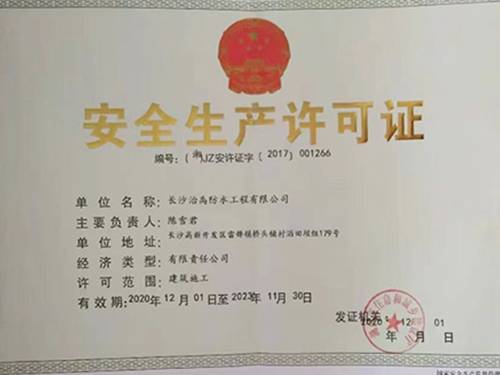 安全生产许可证
编号:(湘)JZ安许证字〔2017〕001266
单位名称:长沙治禹防水工程有限公司
主要负责人:陈雪君
单位地址:长沙高新开发区雷锋镇桥头铺村滔田坝组179号
经济类型:有限责任公司
许可范围:建筑施工
有效期:2020年12月01日至2023年11月30日
发证机关:
2020 12 01
年 月 日